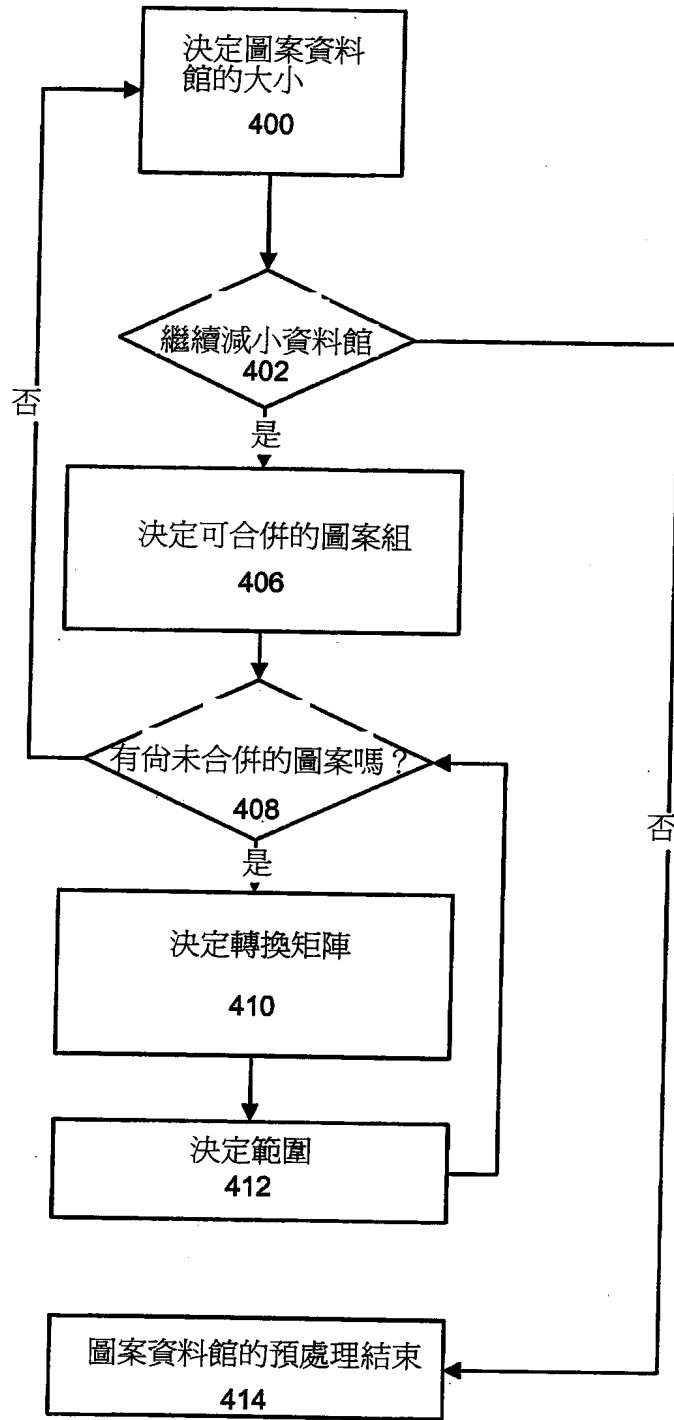 決定圖案資料
館的大小
400
繼續減小資料館
402
否
是
決定可合併的圖案組
406
有尚未合併的圖案嗎？
408
否
是
決定轉換矩陣
410
決定範圍
412
圖案資料館的預處理結束
414